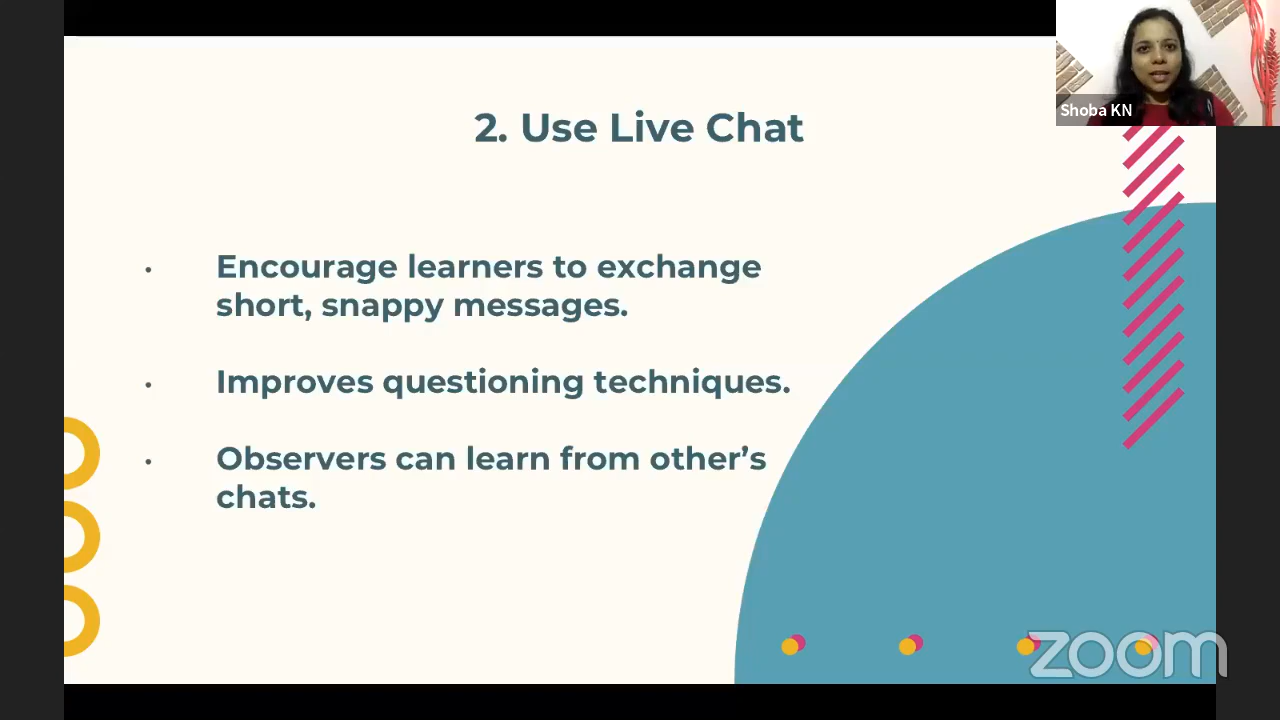 2. Use Live Chat
Shoba KN
• Encourage learners to exchange
short, snappy messages.
• Improves questioning techniques.
• Observers can learn from other’s
chats.
zoom